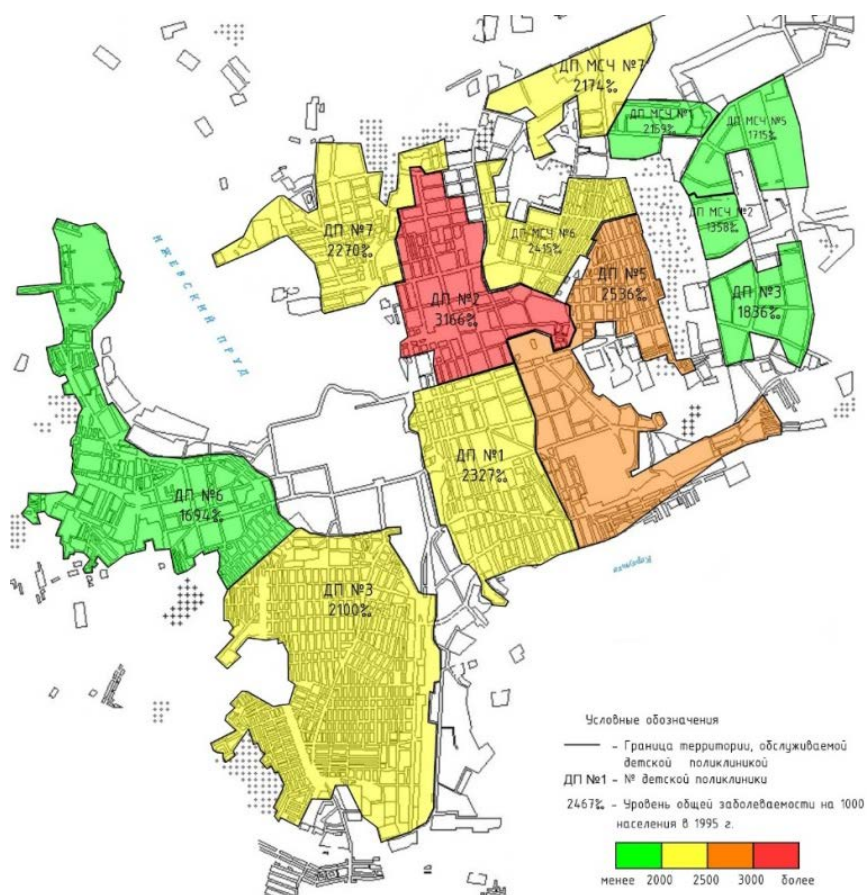 ДП МСЧ №7
2174‰
ДП МСЧ №1
2159‰
ДП МСЧ №5
1715‰
ДП МСЧ №2
1358‰
ДП МСЧ №6
2415‰
ДП №7
2270‰
ДП №5
2536‰
ДП №2
3166‰
ДП №3
1836‰
ИЖЕВСКИЙ ПРУД
ДП №1
2327‰
ДП №6
1694‰
ДП №3
2100‰
Условные обозначения
- Граница территории, обслуживаемой
детской поликлиникой
ДП №1 - № детской поликлиники
2467‰ - Уровень общей заболеваемости на 1000
населения в 1995 г.
менее 2000 2500 3000 более